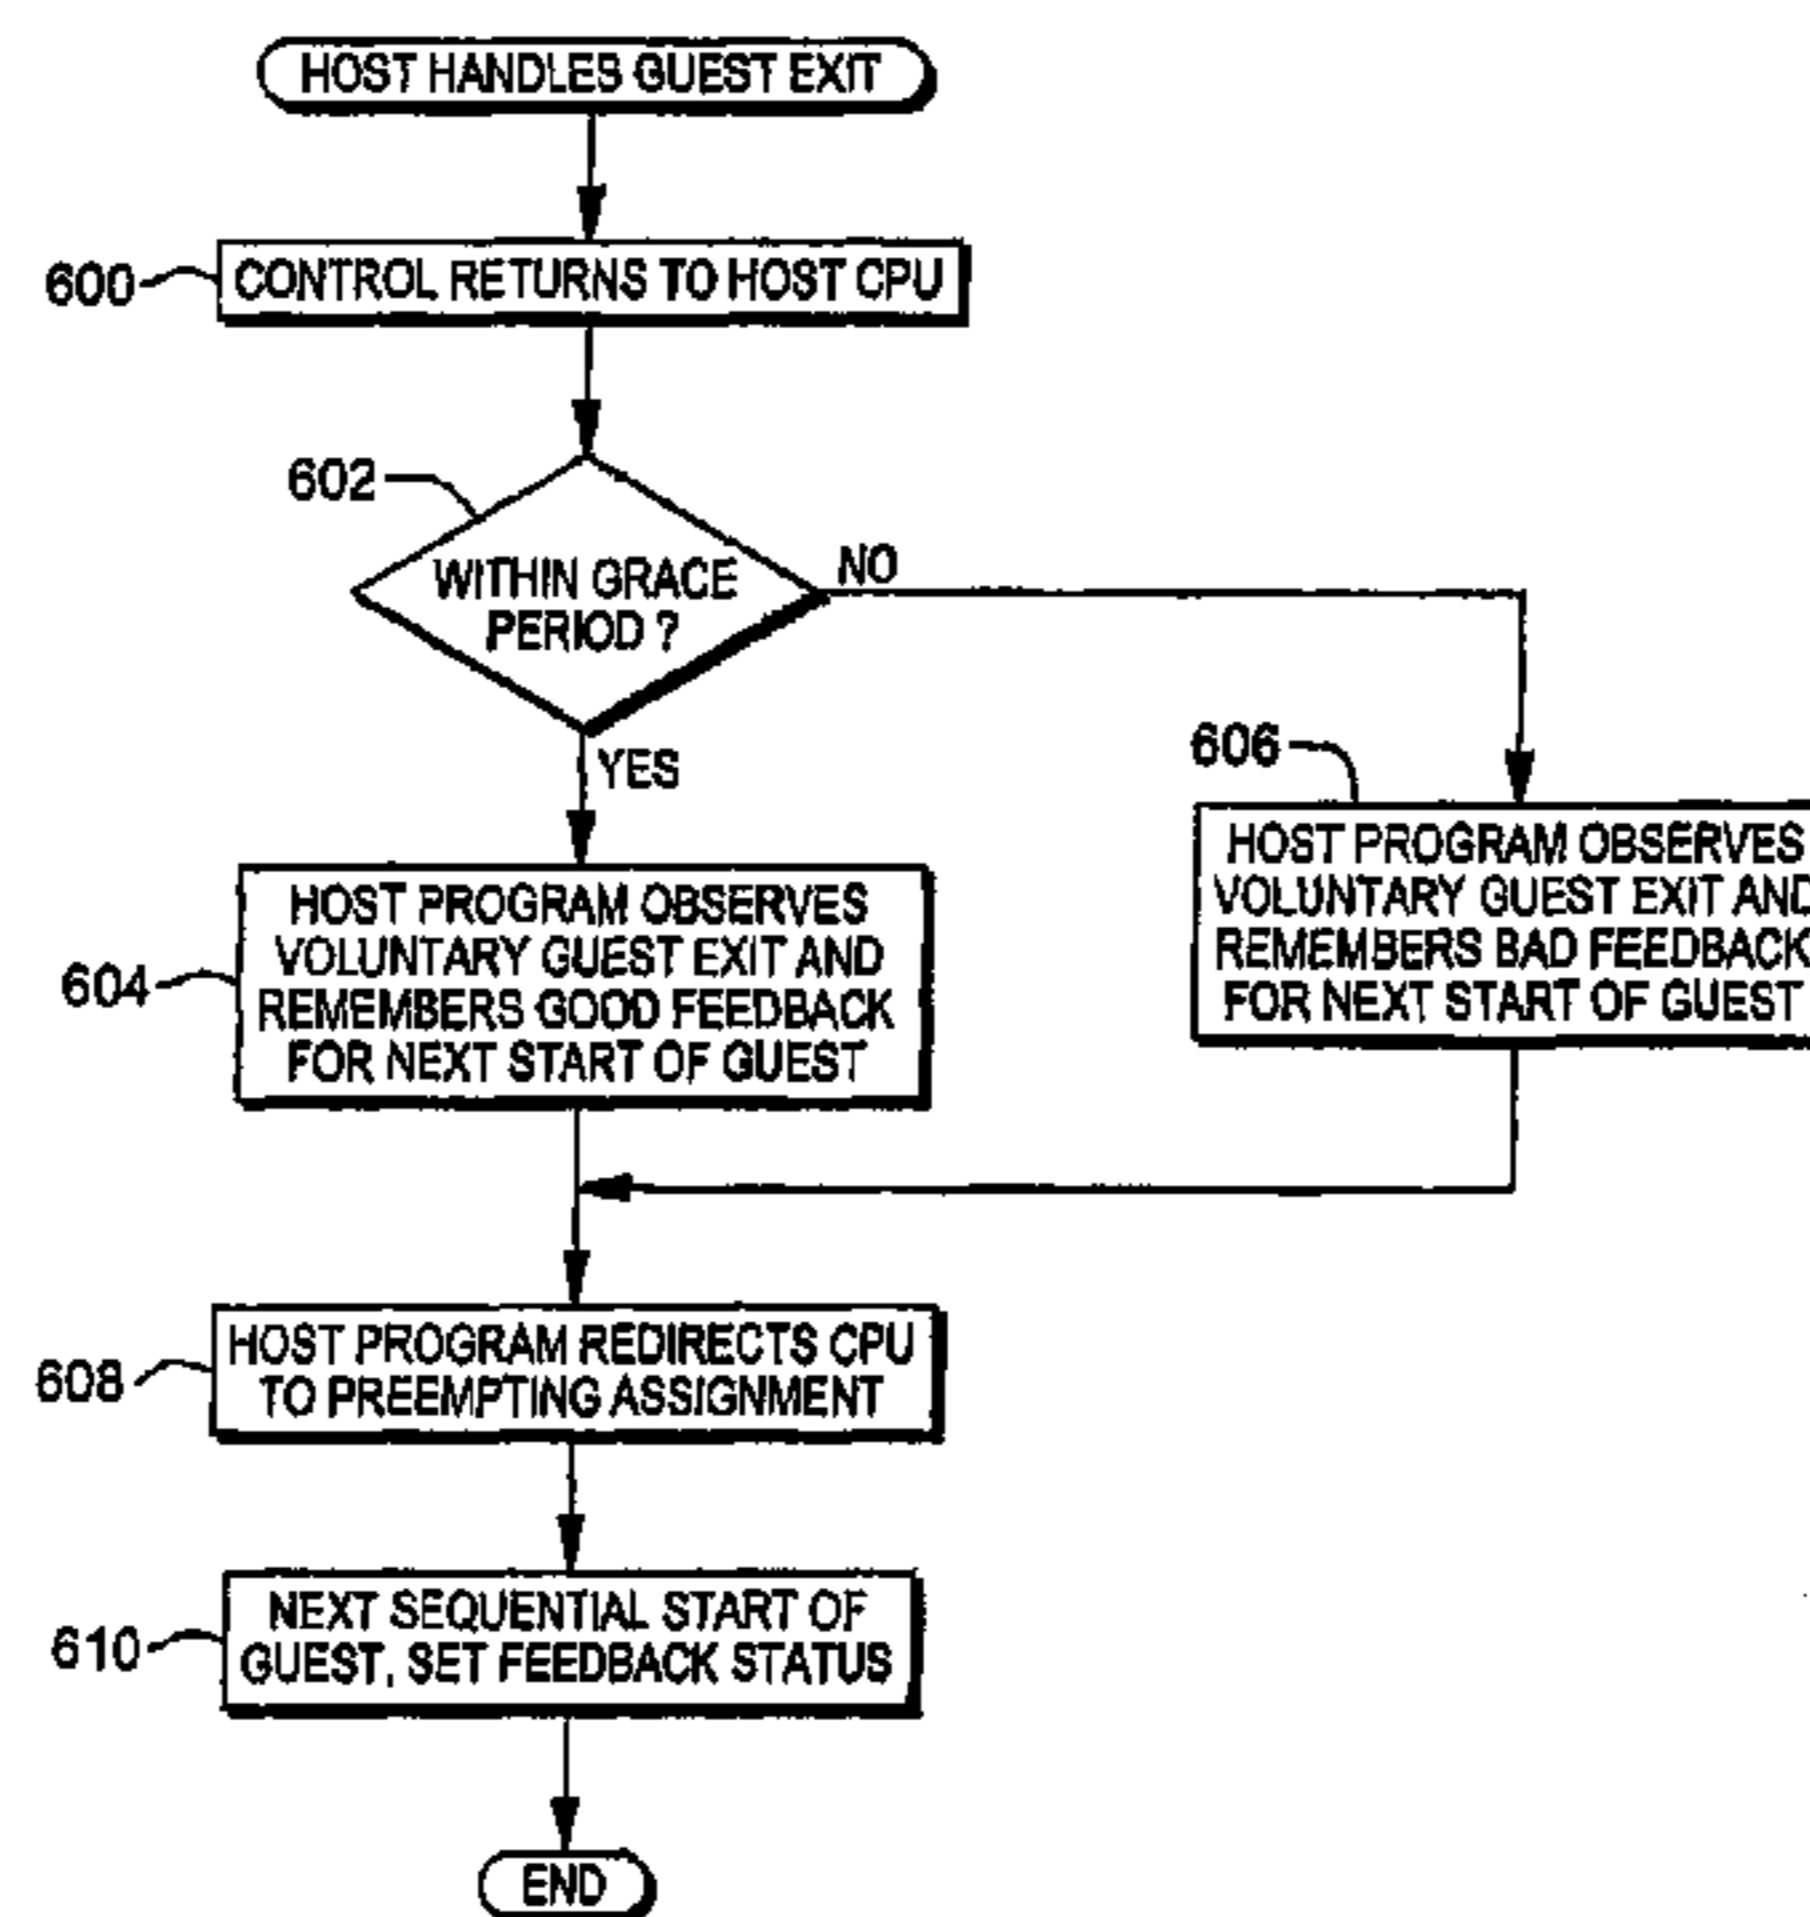 HOST HANDLES GUEST EXIT
600
CONTROL RETURNS TO HOST CPU
602
WITHIN GRACE
PERIOD ?
NO
YES
604
HOST PROGRAM OBSERVES
VOLUNTARY GUEST EXIT AND
REMEMBERS GOOD FEEDBACK
FOR NEXT START OF GUEST
606
HOST PROGRAM OBSERVES
VOLUNTARY GUEST EXIT AND
REMEMBERS BAD FEEDBACK
FOR NEXT START OF GUEST
608
HOST PROGRAM REDIRECTS CPU
TO PREEMPTING ASSIGNMENT
610
NEXT SEQUENTIAL START OF
GUEST, SET FEEDBACK STATUS
END